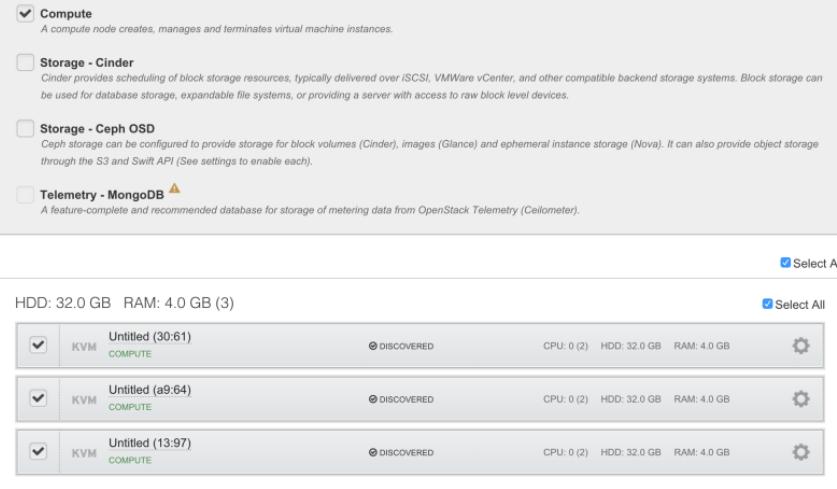 Compute
A compute node creates, manages and terminates virtual machine instances.
Storage - Cinder
Cinder provides scheduling of block storage resources, typically delivered over iSCSI, VMWare vCenter, and other compatible backend storage systems. Block storage can
be used for database storage, expandable file systems, or providing a server with access to raw block level devices.
Storage - Ceph OSD
Ceph storage can be configured to provide storage for block volumes (Cinder), images (Glance) and ephemeral instance storage (Nova). It can also provide object storage
through the S3 and Swift API (See settings to enable each).
Telemetry - MongoDB
A feature-complete and recommended database for storage of metering data from OpenStack Telemetry (Ceilometer).
Select A
HDD: 32.0 GB RAM: 4.0 GB (3)
Select All
KVM Untitled (30:61) DISCOVERED CPU: 0 (2) HDD: 32.0 GB RAM: 4.0 GB
COMPUTE
KVM Untitled (a9:64) DISCOVERED CPU: 0 (2) HDD: 32.0 GB RAM: 4.0 GB
COMPUTE
KVM Untitled (13:97) DISCOVERED CPU: 0 (2) HDD: 32.0 GB RAM: 4.0 GB
COMPUTE